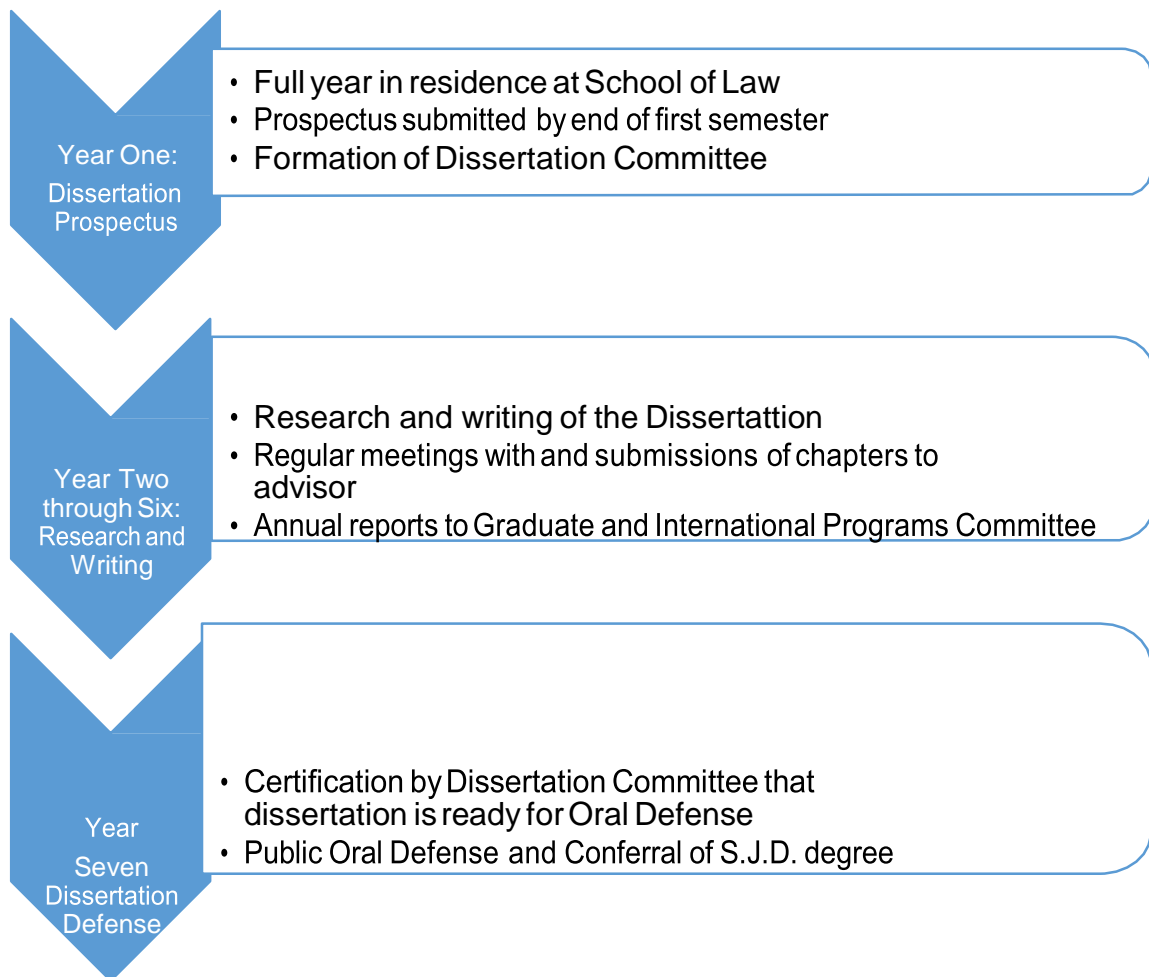 Year One:
Dissertation
Prospectus
• Full year in residence at School of Law
• Prospectus submitted by end of first semester
• Formation of Dissertation Committee
Year Two
through Six:
Research and
Writing
• Research and writing of the Dissertattion
• Regular meetings with and submissions of chapters to
advisor
• Annual reports to Graduate and International Programs Committee
Year
Seven
Dissertation
Defense
• Certification by Dissertation Committee that
dissertation is ready for Oral Defense
• Public Oral Defense and Conferral of S.J.D. degree